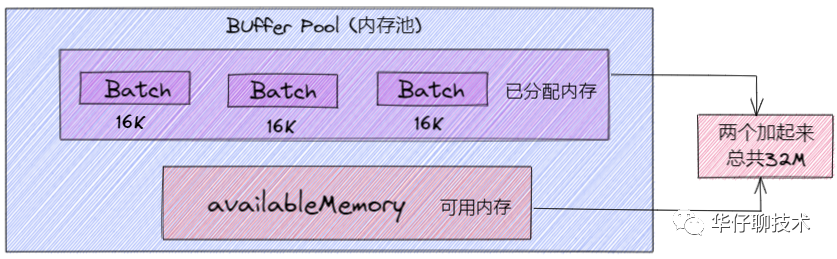 Buffer Pool (内存池)
Batch
Batch
Batch
已分配内存
16K
16K
16K
两个加起来
总共32M
availableMemory
可用内存
华仔聊技术